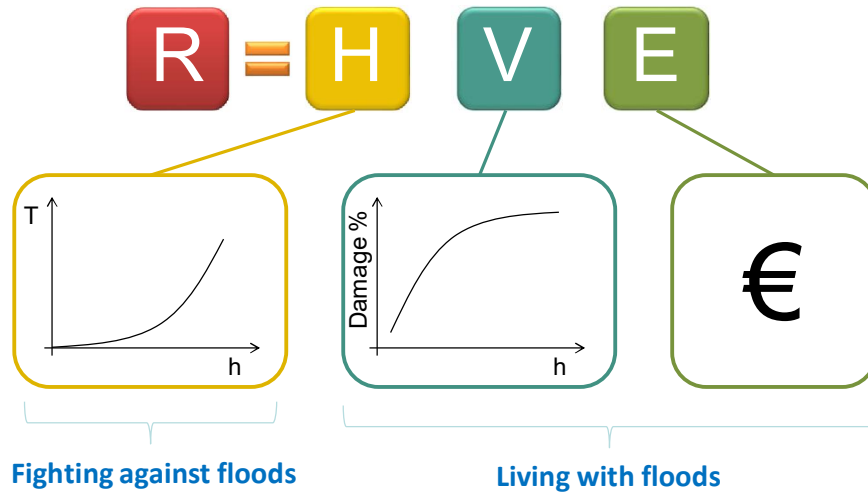 R = H V E
T
h
Damage %
h
€
Fighting against floods
Living with floods